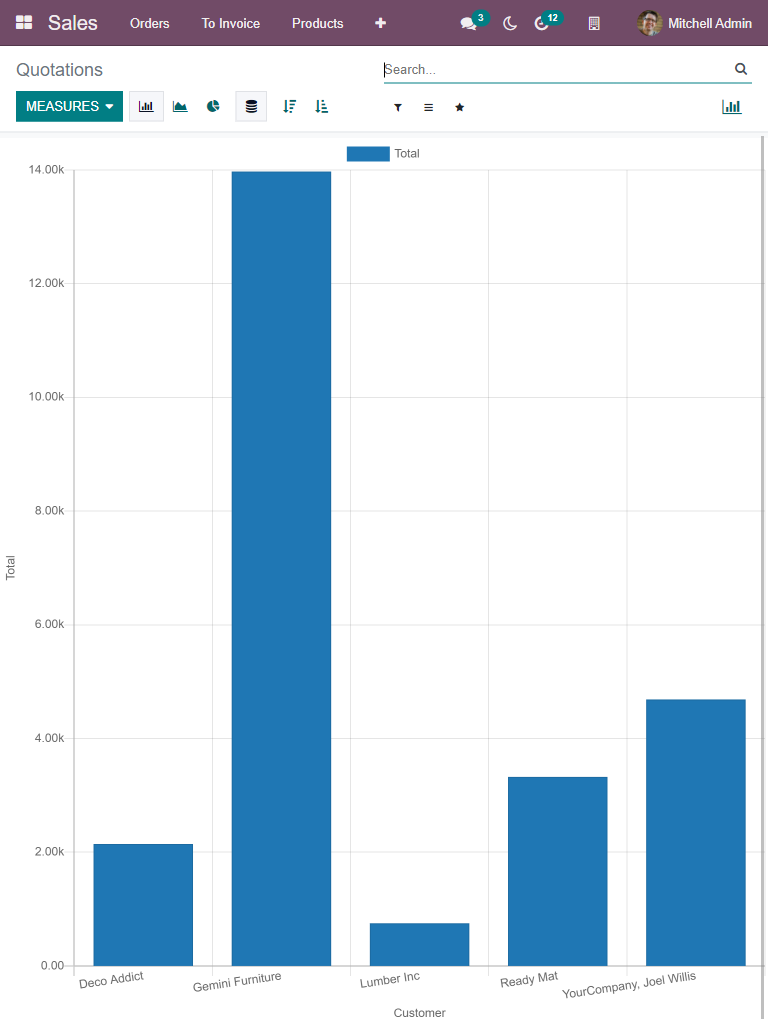 Sales Orders To Invoice Products 3 12 Mitchell Admin
Quotations
Search...
MEASURES
Total
14.00k
12.00k
10.00k
8.00k
6.00k
4.00k
2.00k
0.00
Total
Deco Addict
Gemini Furniture
Lumber Inc
Ready Mat
YourCompany, Joel Willis
Customer